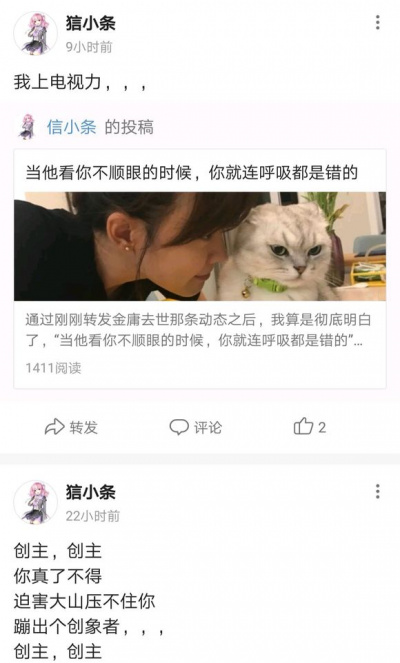 信小条
9小时前
我上电视力，，，
信小条 的投稿
当他看你不顺眼的时候，你就连呼吸都是错的
通过刚刚转发金庸去世那条动态之后，我算是彻底明白
了，“当他看你不顺眼的时候，你就连呼吸都是错的”...
1411阅读
转发
评论
2
信小条
22小时前
创主，创主
你真了不得
迫害大山压不住你
蹦出个创象者，，，
创主，创主